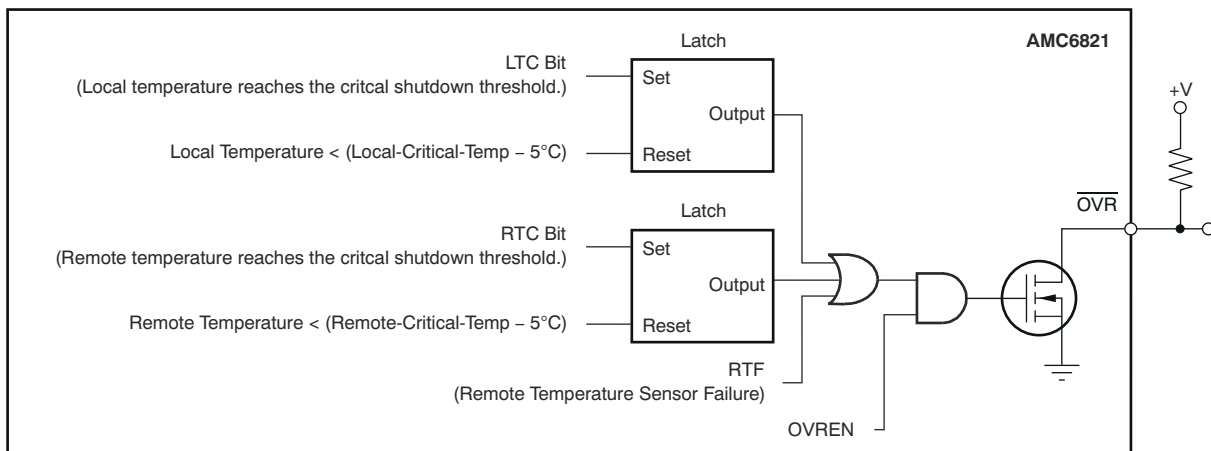 AMC6821
Latch
LTC Bit
(Local temperature reaches the critcal shutdown threshold.)
Set
Output
Local Temperature < (Local-Critical-Temp – 5°C)
Reset
+V
Latch
OVR
RTC Bit
(Remote temperature reaches the critcal shutdown threshold.)
Set
Output
Remote Temperature < (Remote-Critical-Temp – 5°C)
Reset
RTF
(Remote Temperature Sensor Failure)
OVREN